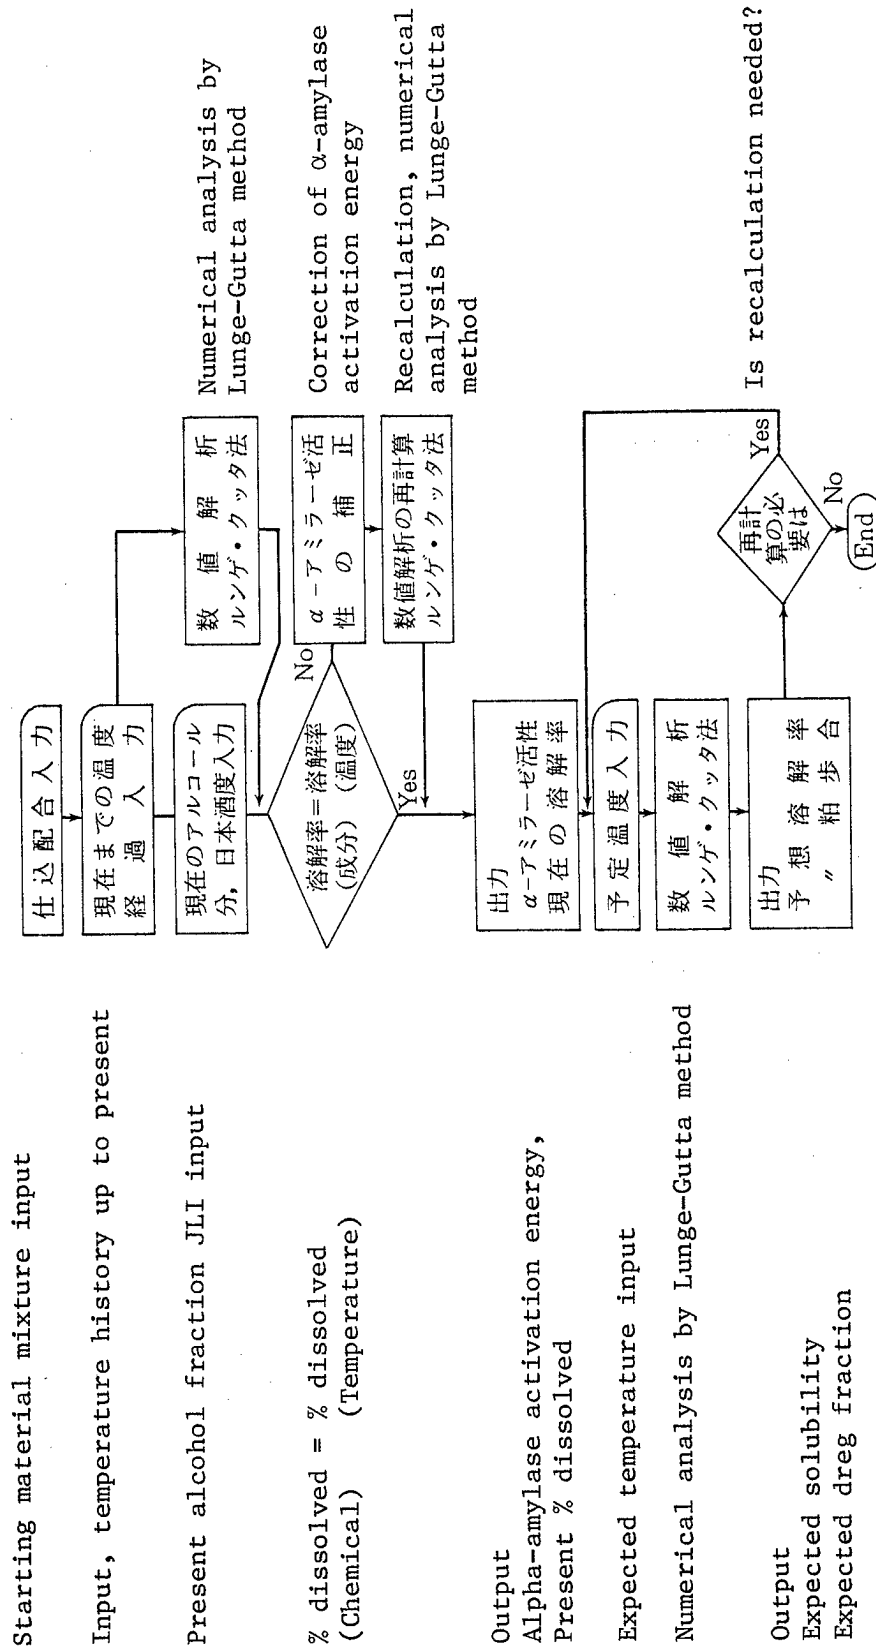 Starting material mixture input
Input, temperature history up to present
Present alcohol fraction JLI input
% dissolved = % dissolved
(Chemical) (Temperature)
Output
Alpha-amylase activation energy,
Present % dissolved
Expected temperature input
Numerical analysis by Lunge-Gutta method
Output
Expected solubility
Expected dreg fraction
仕込配合入力
現在までの温度
経過入力
現在のアルコール
分,日本酒度入力
溶解率=溶解率
(成分) (温度)
No
Yes
出力
α-アミラーゼ活性
現在の溶解率
予定温度入力
数値解析
ルンゲ・クッタ法
出力
予想溶解率
〃 粕歩合
数値解析
ルンゲ・クッタ法
α-アミラーゼ活
性の補正
数値解析の再計算
ルンゲ・クッタ法
再計
算の必
要は
Yes
No
End
Numerical analysis by
Lunge-Gutta method
Correction of α-amylase
activation energy
Recalculation, numerical
analysis by Lunge-Gutta
method
Is recalculation needed?